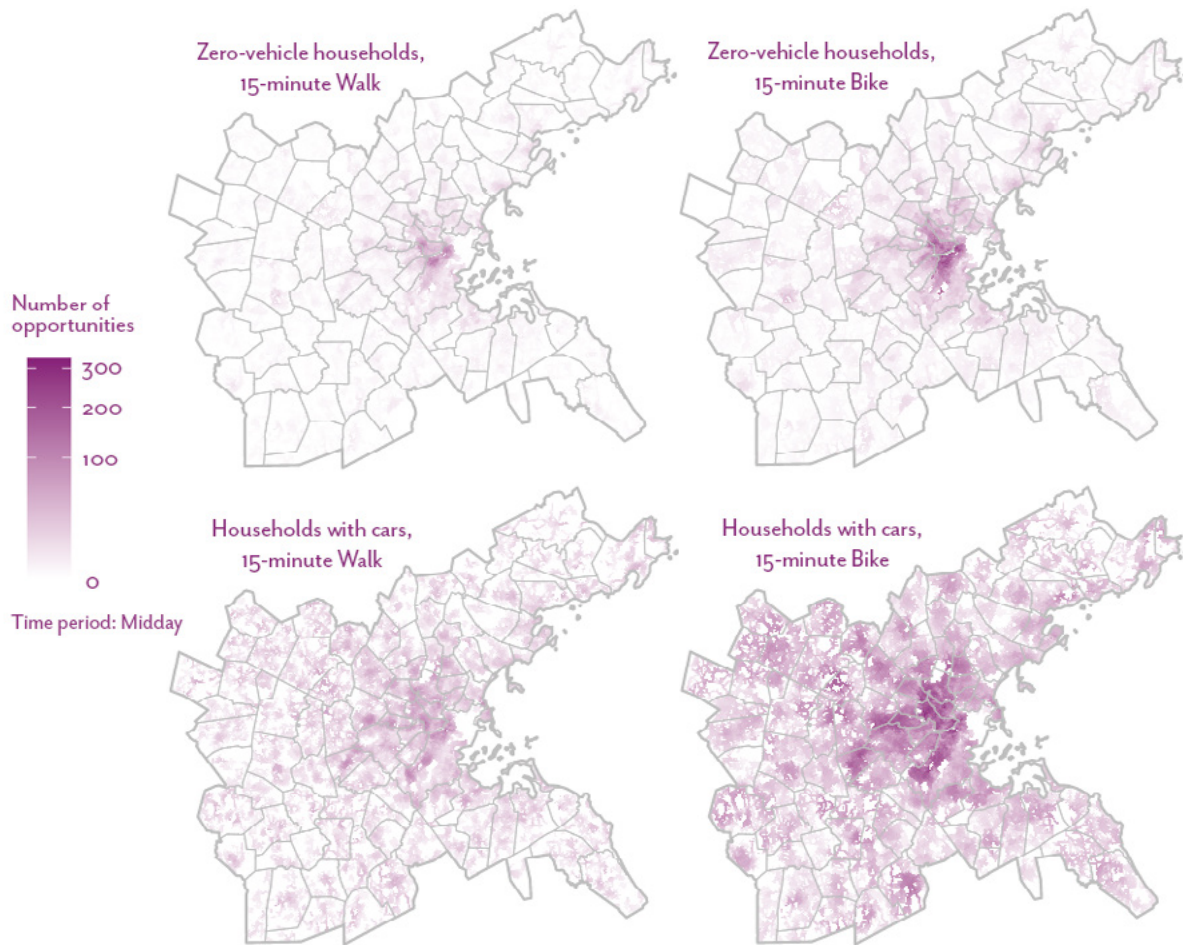 Zero-vehicle households,
15-minute Walk
Zero-vehicle households,
15-minute Bike
Number of
opportunities
300
200
100
0
Time period: Midday
Households with cars,
15-minute Walk
Households with cars,
15-minute Bike